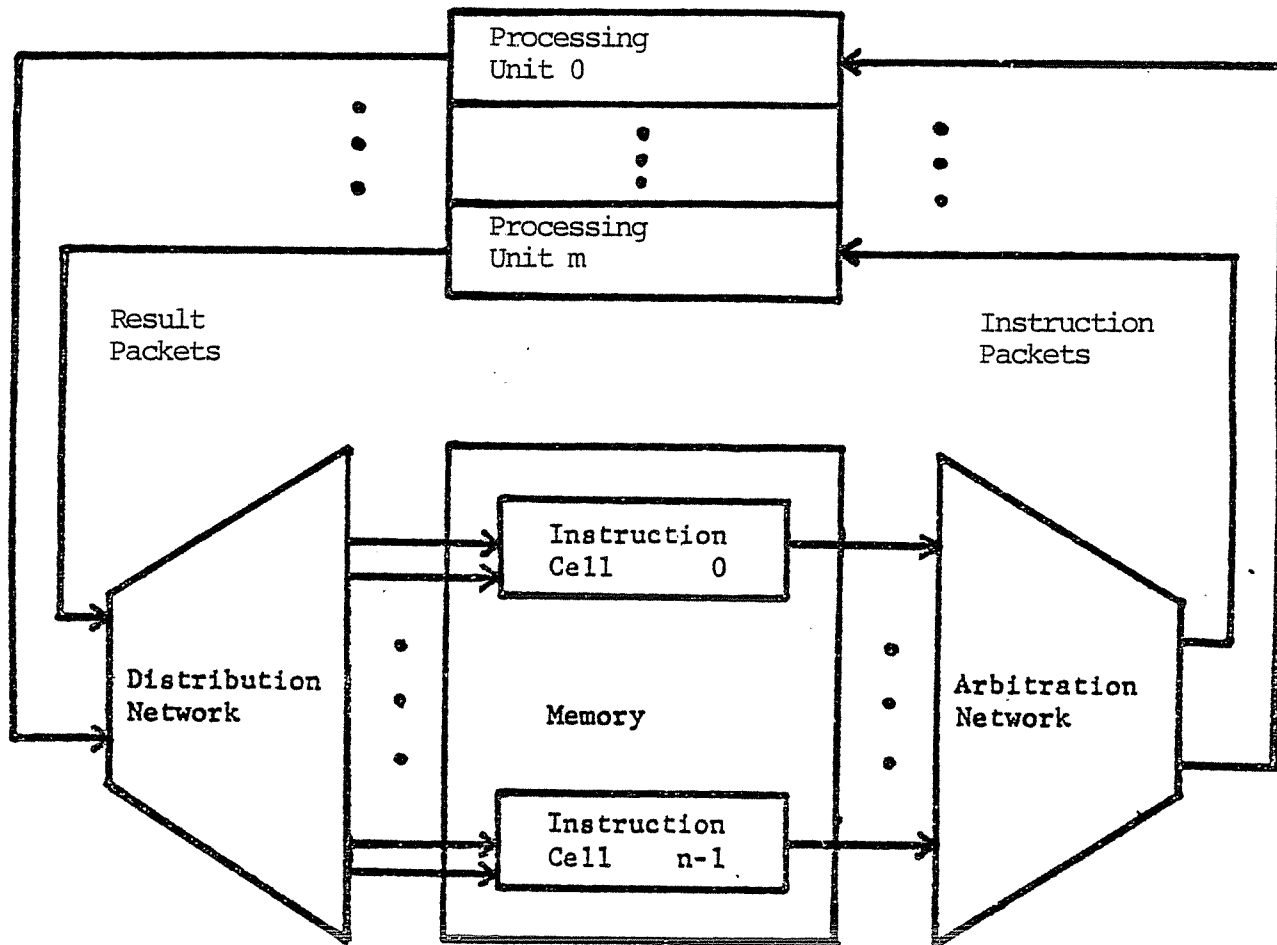 Processing
Unit 0
Processing
Unit m
Result
Packets
Instruction
Packets
Instruction
Cell 0
Distribution
Network
Memory
Arbitration
Network
Instruction
Cell n-1